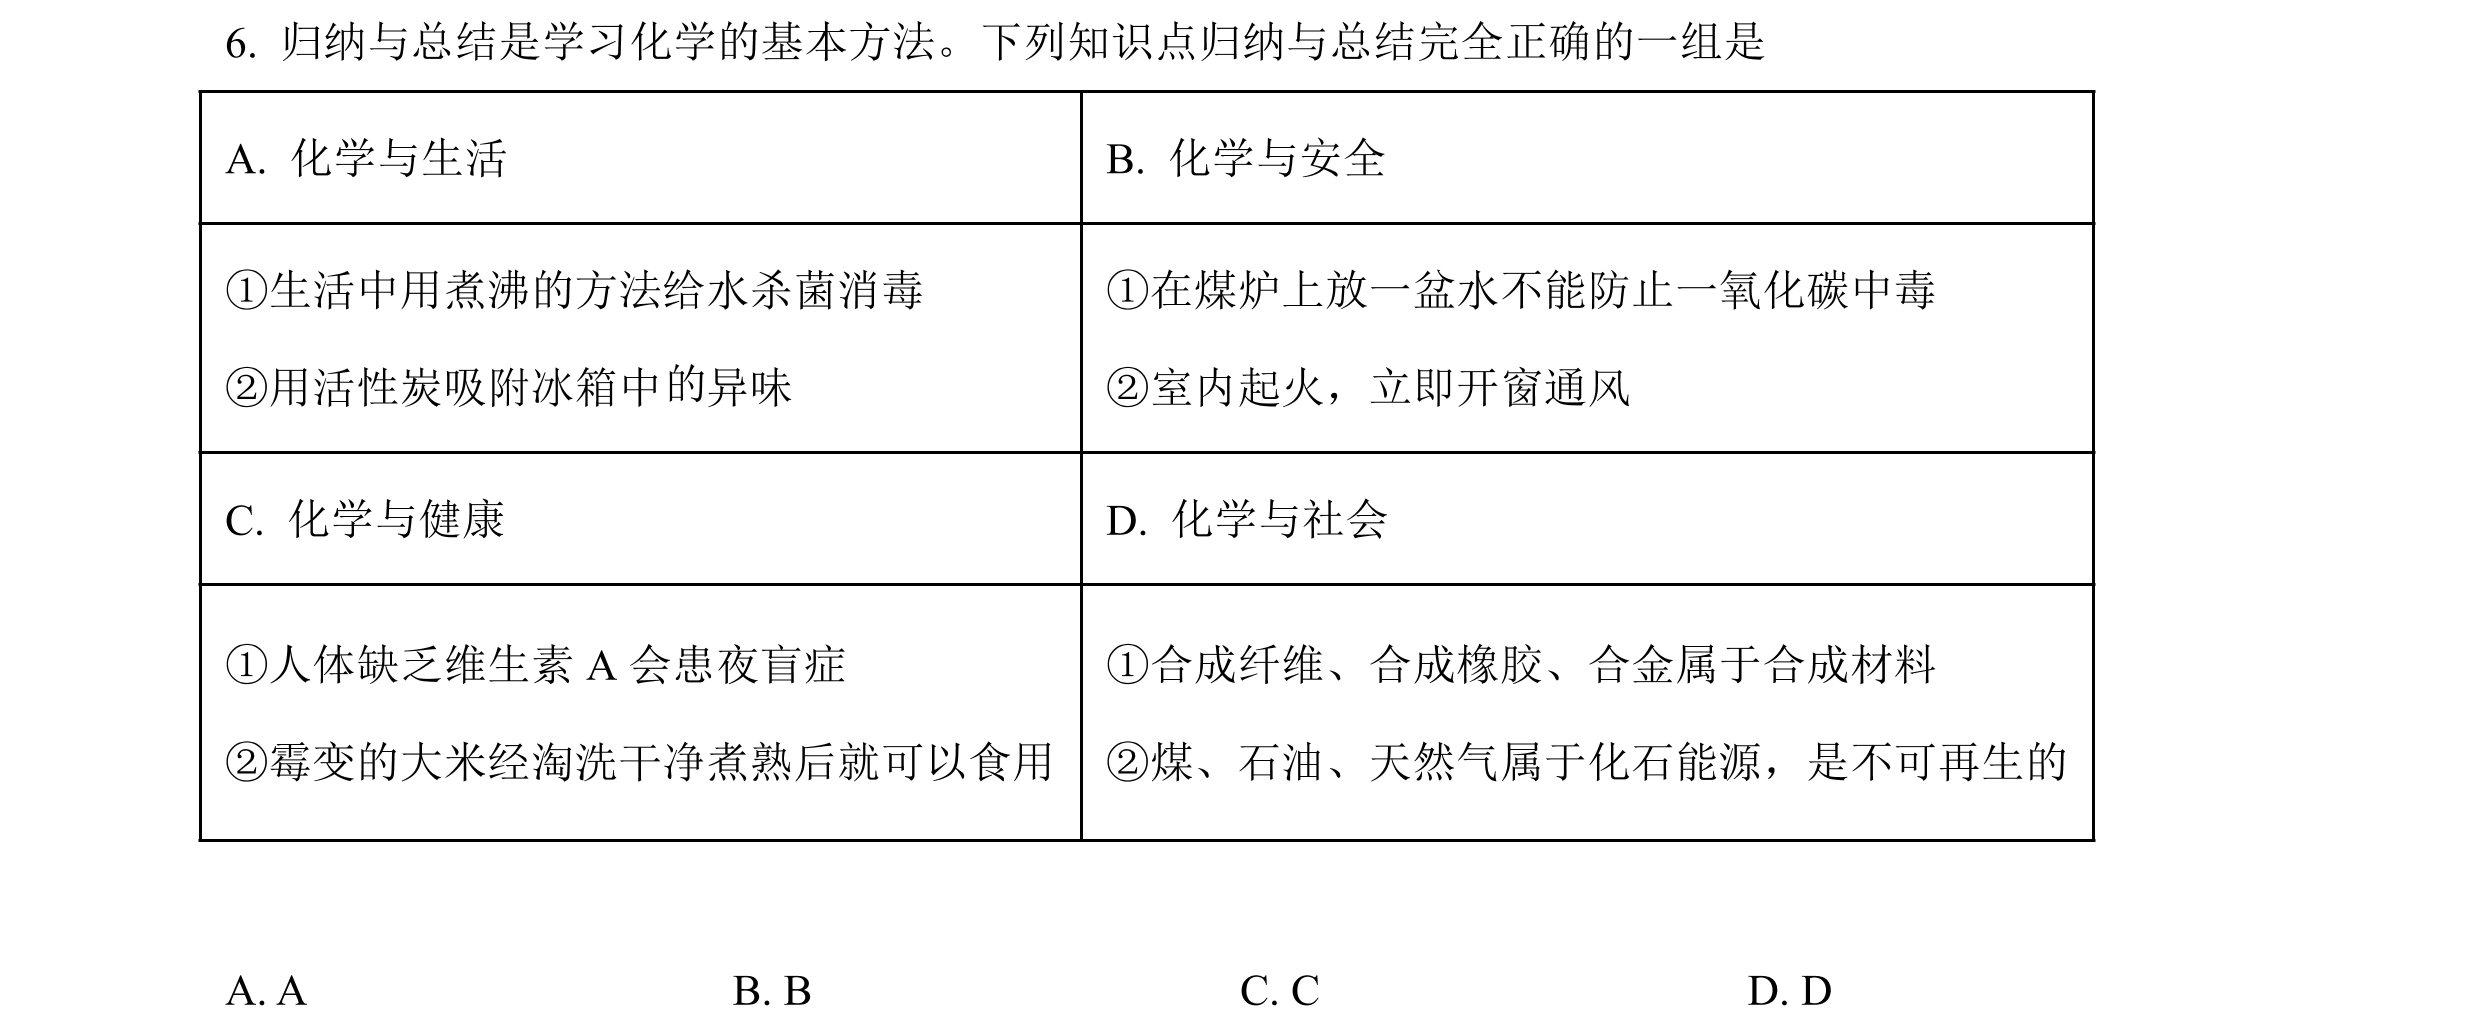 6. 归纳与总结是学习化学的基本方法。下列知识点归纳与总结完全正确的一组是
A. 化学与生活
B. 化学与安全
①生活中用煮沸的方法给水杀菌消毒
②用活性炭吸附冰箱中的异味
①在煤炉上放一盆水不能防止一氧化碳中毒
②室内起火，立即开窗通风
C. 化学与健康
D. 化学与社会
①人体缺乏维生素 A 会患夜盲症
②霉变的大米经淘洗干净煮熟后就可以食用
①合成纤维、合成橡胶、合金属于合成材料
②煤、石油、天然气属于化石能源，是不可再生的
A. A B. B C. C D. D